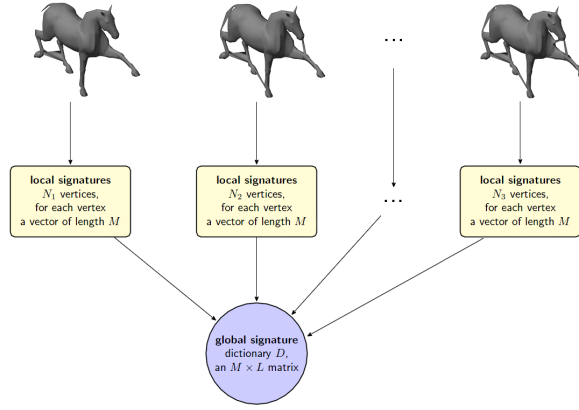 ...
local signatures
N₁ vertices,
for each vertex
a vector of length M
local signatures
N₂ vertices,
for each vertex
a vector of length M
...
local signatures
N₃ vertices,
for each vertex
a vector of length M
global signature
dictionary D,
an M × L matrix